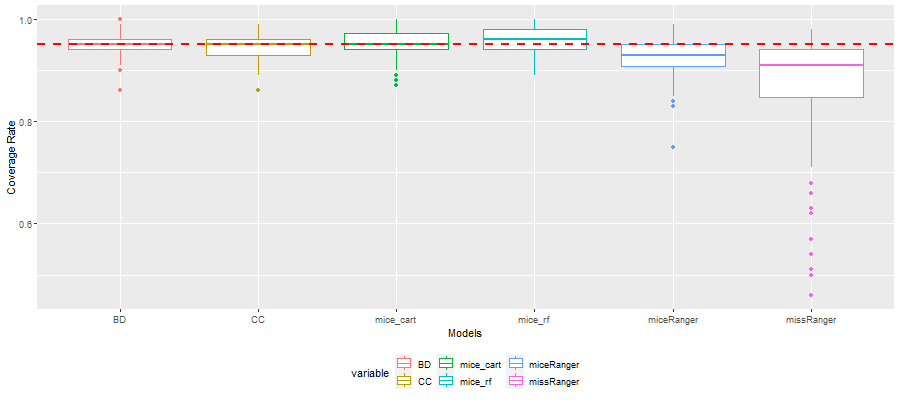 1.0
0.8
0.6
Coverage Rate
BD CC mice_cart mice_rf miceRanger missRanger
Models
variable
BD mice_cart miceRanger
CC mice_rf missRanger